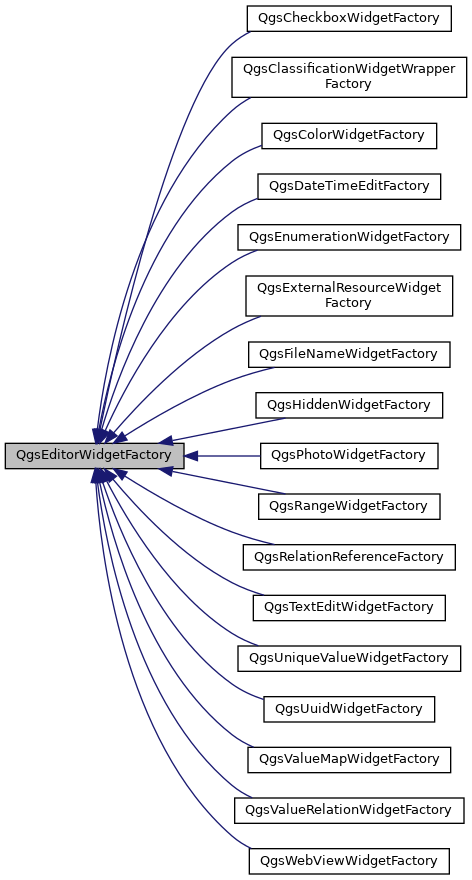 QgsCheckboxWidgetFactory
QgsClassificationWidgetWrapper
Factory
QgsColorWidgetFactory
QgsDateTimeEditFactory
QgsEnumerationWidgetFactory
QgsExternalResourceWidget
Factory
QgsFileNameWidgetFactory
QgsHiddenWidgetFactory
QgsEditorWidgetFactory
QgsPhotoWidgetFactory
QgsRangeWidgetFactory
QgsRelationReferenceFactory
QgsTextEditWidgetFactory
QgsUniqueValueWidgetFactory
QgsUuidWidgetFactory
QgsValueMapWidgetFactory
QgsValueRelationWidgetFactory
QgsWebViewWidgetFactory